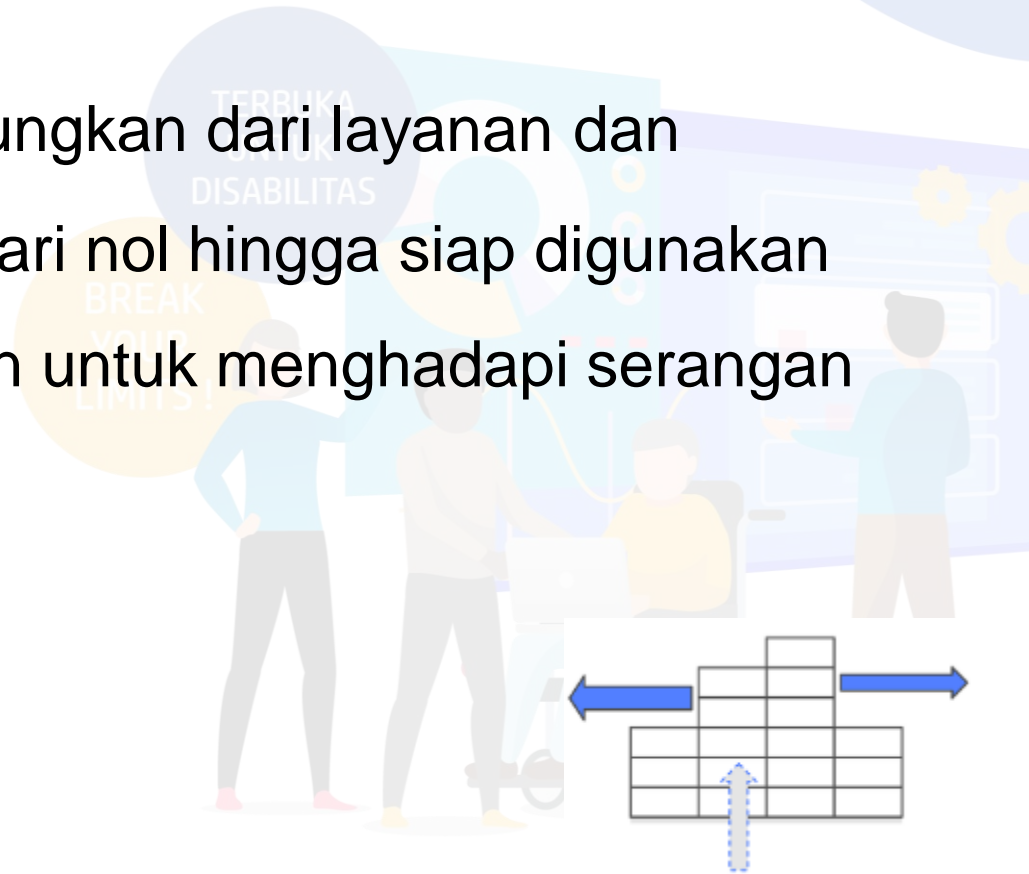 TERBUKA
UNTUK
DISABILITAS
ungkan dari layanan dan
ari nol hingga siap digunakan
BREAK
YOUR
LIMITS !
n untuk menghadapi serangan